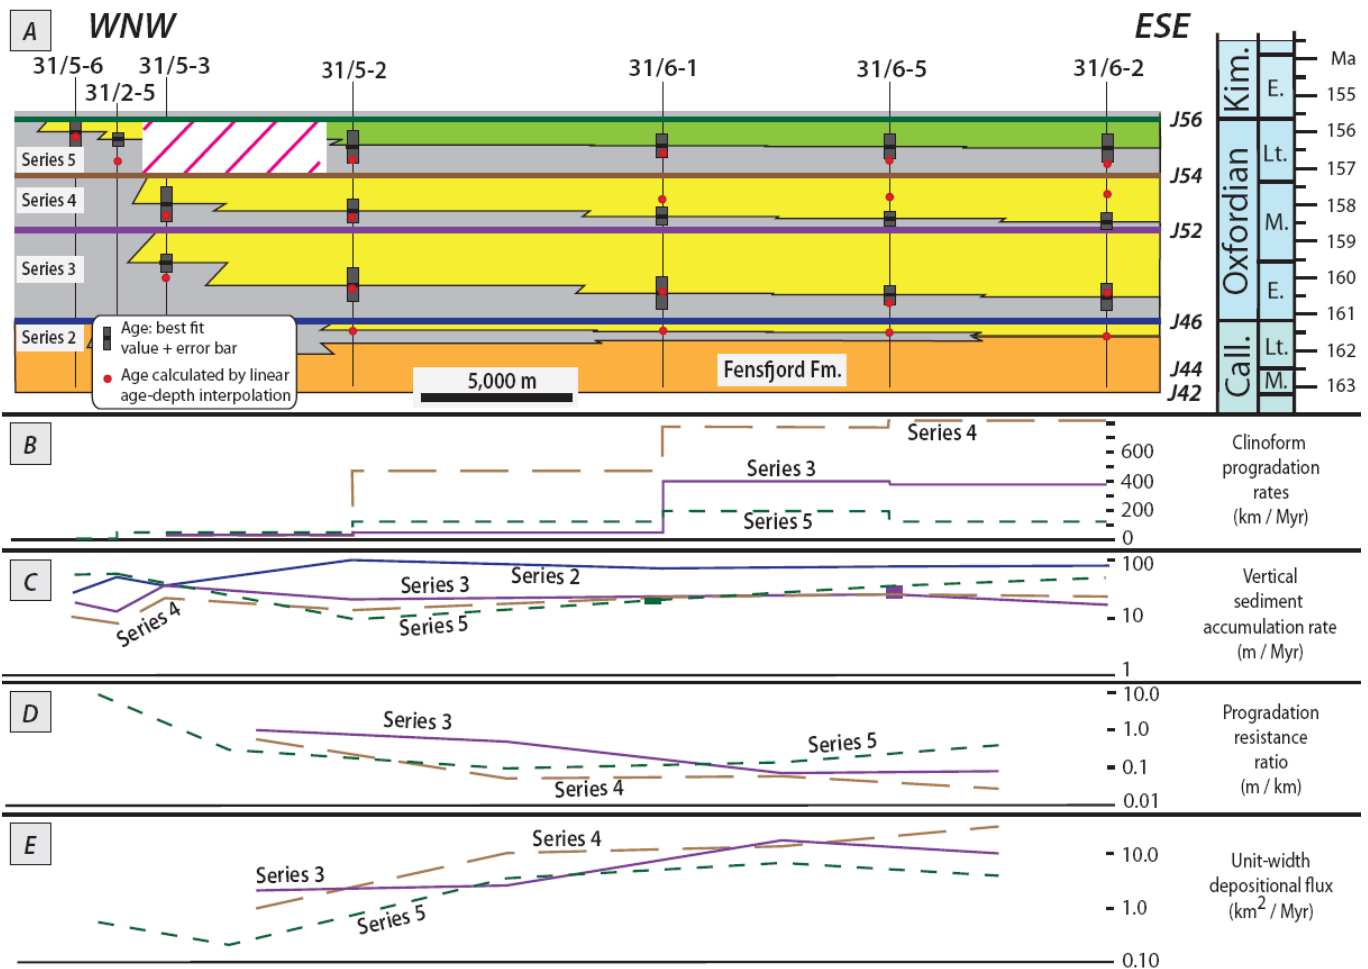 A
WNW
ESE
31/5-6
31/5-3
31/2-5
31/5-2
31/6-1
31/6-5
31/6-2
Series 5
Series 4
Series 3
Series 2
J56
J54
J52
J46
J44
J42
Age: best fit
value + error bar
Age calculated by linear
age-depth interpolation
5,000 m
Fensfjord Fm.
Kim.
Oxfordian
Call.
E.
Lt.
M.
E.
Lt.
M.
Ma
155
156
157
158
159
160
161
162
163
B
Series 4
Series 3
Series 5
600
400
200
0
Clinoform
progradation
rates
(km / Myr)
C
Series 4
Series 3
Series 2
Series 5
100
10
1
Vertical
sediment
accumulation rate
(m / Myr)
D
Series 3
Series 5
Series 4
10.0
1.0
0.1
0.01
Progradation
resistance
ratio
(m / km)
E
Series 4
Series 3
Series 5
10.0
1.0
0.10
Unit-width
depositional flux
(km² / Myr)